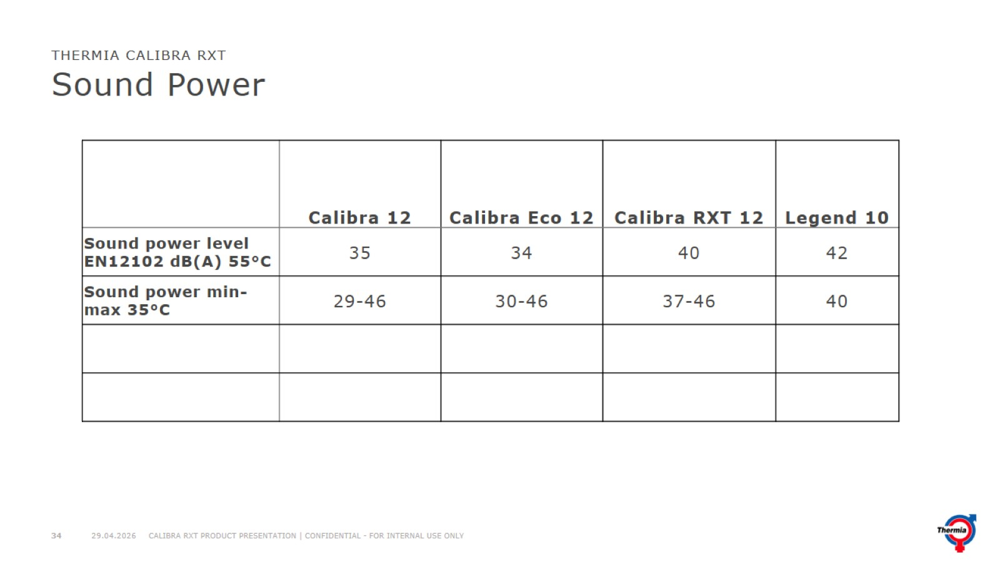 THERMIA CALIBRA RXT
Sound Power
Calibra 12 Calibra Eco 12 Calibra RXT 12 Legend 10
Sound power level
EN12102 dB(A) 55°C 35 34 40 42
Sound power min-
max 35°C 29-46 30-46 37-46 40
34 29.04.2026 CALIBRA RXT PRODUCT PRESENTATION | CONFIDENTIAL - FOR INTERNAL USE ONLY
Thermia